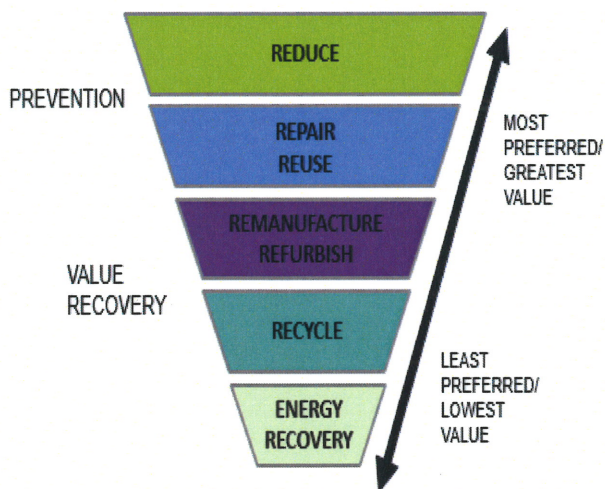 REDUCE
PREVENTION
REPAIR
REUSE
MOST
PREFERRED/
GREATEST
VALUE
REMANUFACTURE
REFURBISH
VALUE
RECOVERY
RECYCLE
LEAST
PREFERRED/
LOWEST
VALUE
ENERGY
RECOVERY